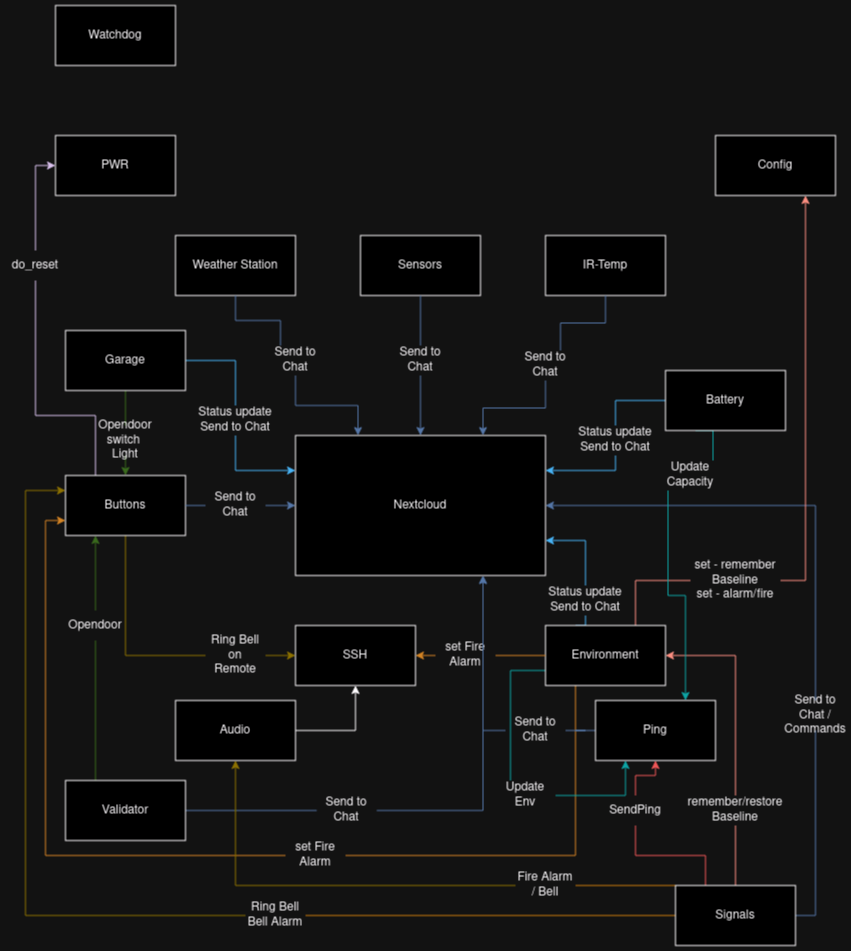 Watchdog
PWR
Config
do_reset
Weather Station
Sensors
IR-Temp
Garage
Send to
Chat
Send to
Chat
Send to
Chat
Battery
Status update
Send to Chat
Opendoor
switch
Light
Status update
Send to Chat
Update
Capacity
Buttons
Send to
Chat
Nextcloud
set - remember
Baseline
set - alarm/fire
Status update
Send to Chat
Opendoor
Ring Bell
on
Remote
SSH
set Fire
Alarm
Environment
Audio
Send to
Chat
Ping
Send to
Chat /
Commands
Update
Env
SendPing
remember/restore
Baseline
Validator
Send to
Chat
set Fire
Alarm
Fire Alarm
/ Bell
Ring Bell
Bell Alarm
Signals